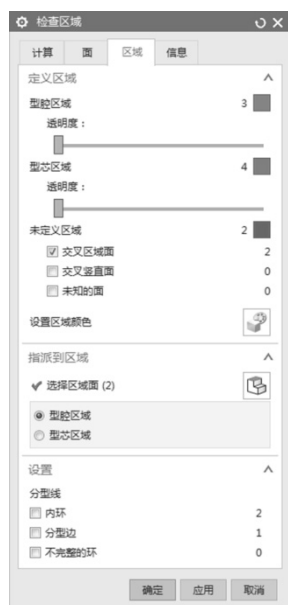 检查区域
计算 面 区域 信息
定义区域
型腔区域 3
透明度：
型芯区域 4
透明度：
未定义区域 2
交叉区域面 2
交叉竖直面 0
未知的面 0
设置区域颜色
指派到区域
选择区域面 (2)
型腔区域
型芯区域
设置
分型线
内环 2
分型边 1
不完整的环 0
确定 应用 取消